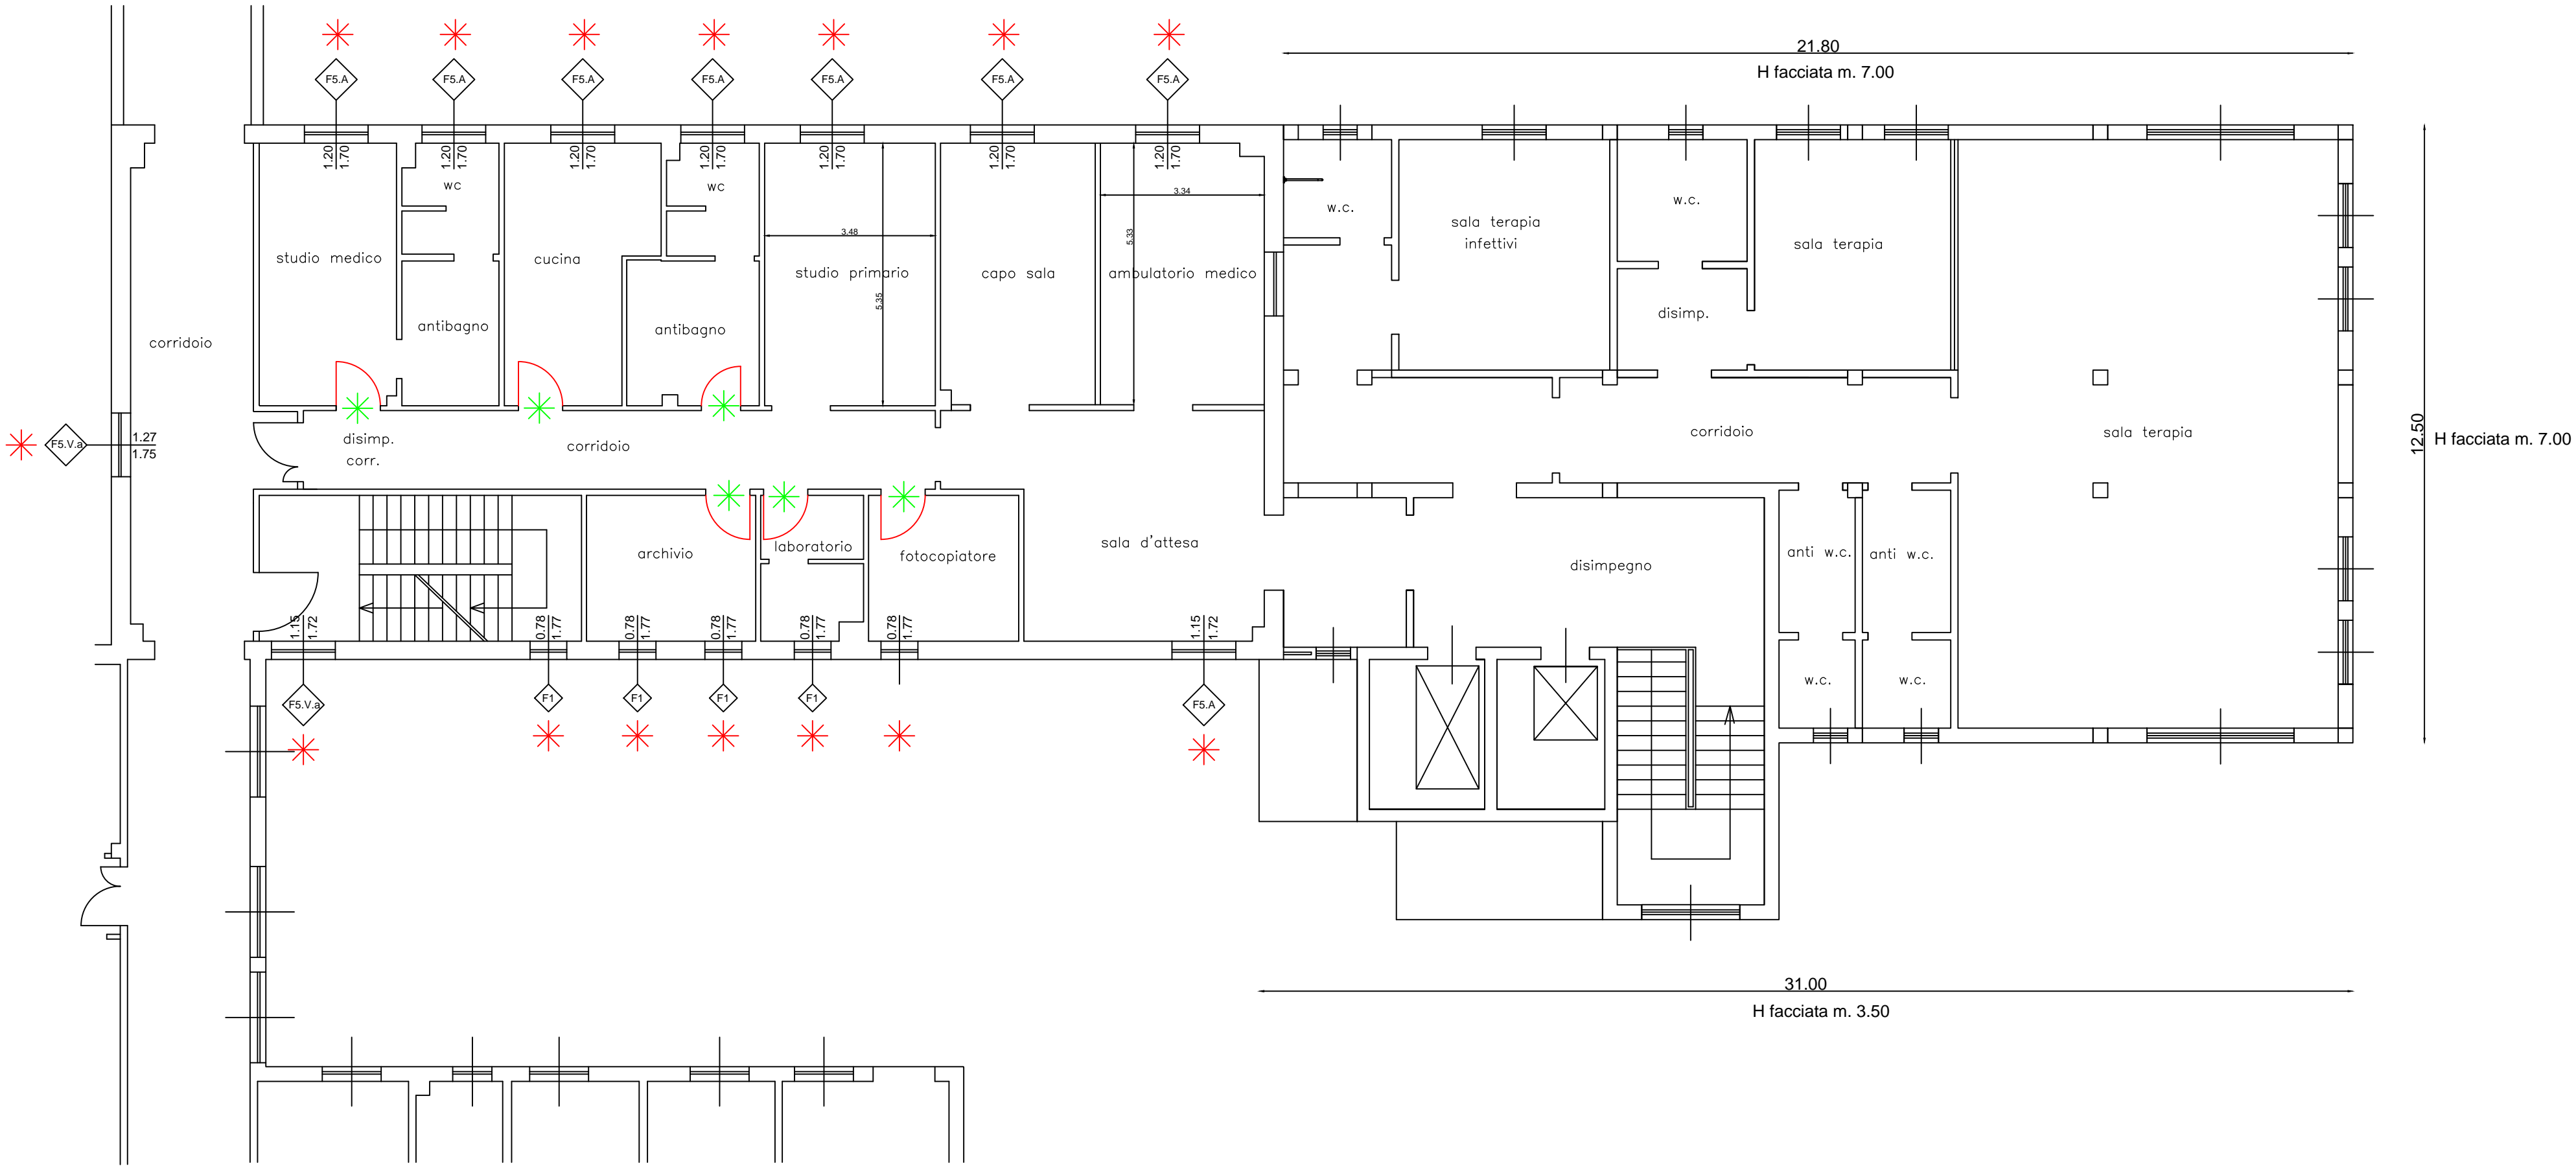 21.80
H facciata m. 7.00
F5.A
F5.A
F5.A
F5.A
F5.A
F5.A
F5.A
1.20
1.70
1.20
1.70
1.20
1.70
1.20
1.70
1.20
1.70
1.20
1.70
1.20
1.70
wc
wc
3.34
w.c.
w.c.
sala terapia
infettivi
sala terapia
3.48
5.33
studio medico
cucina
studio primario
capo sala
ambulatorio medico
5.35
disimp.
antibagno
antibagno
corridoio
F5.V.a
1.27
1.75
disimp.
corr.
corridoio
corridoio
sala terapia
12.50
H facciata m. 7.00
archivio
laboratorio
fotocopiatore
sala d'attesa
disimpegno
anti w.c.
anti w.c.
1.15
1.72
0.78
1.77
0.78
1.77
0.78
1.77
0.78
1.77
0.78
1.77
1.15
1.72
w.c.
w.c.
F5.V.a
F1
F1
F1
F1
F5.A
31.00
H facciata m. 3.50